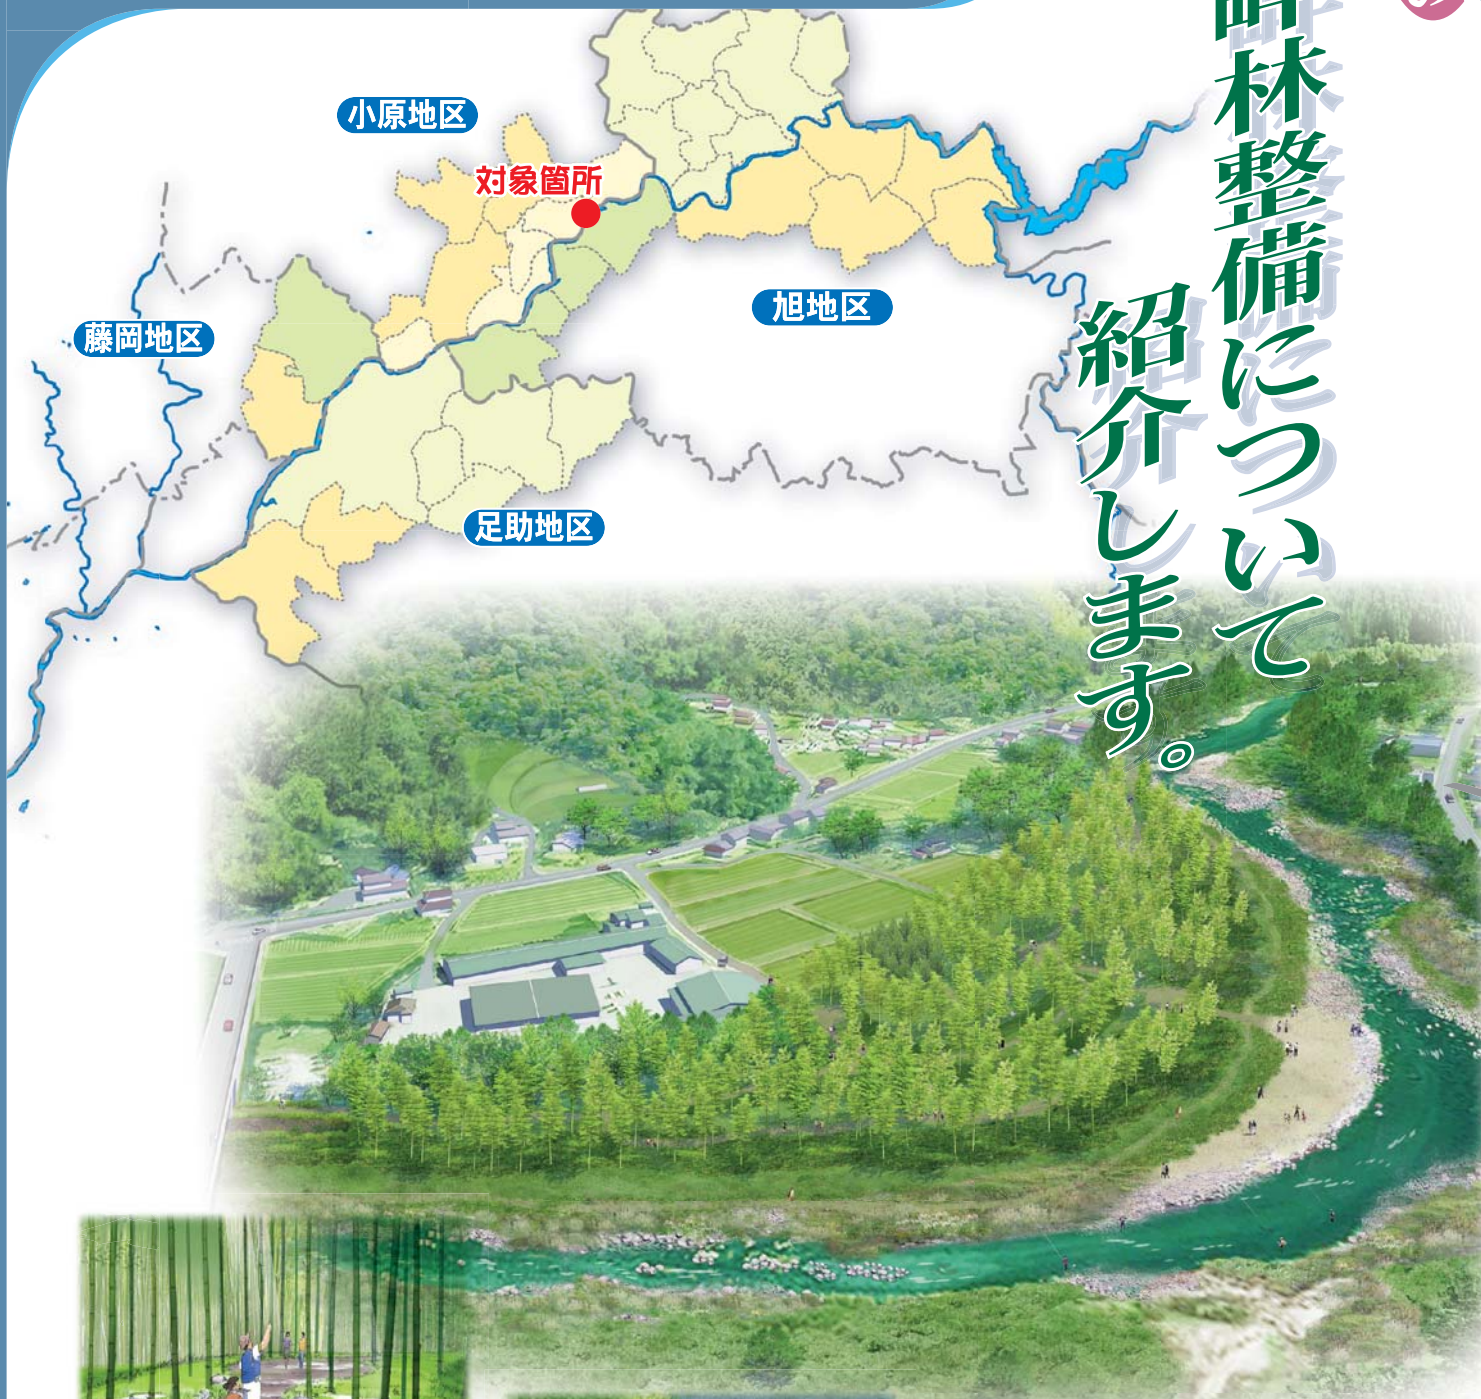 林整備について
紹介します。
小原地区
対象箇所
藤岡地区
旭地区
足助地区